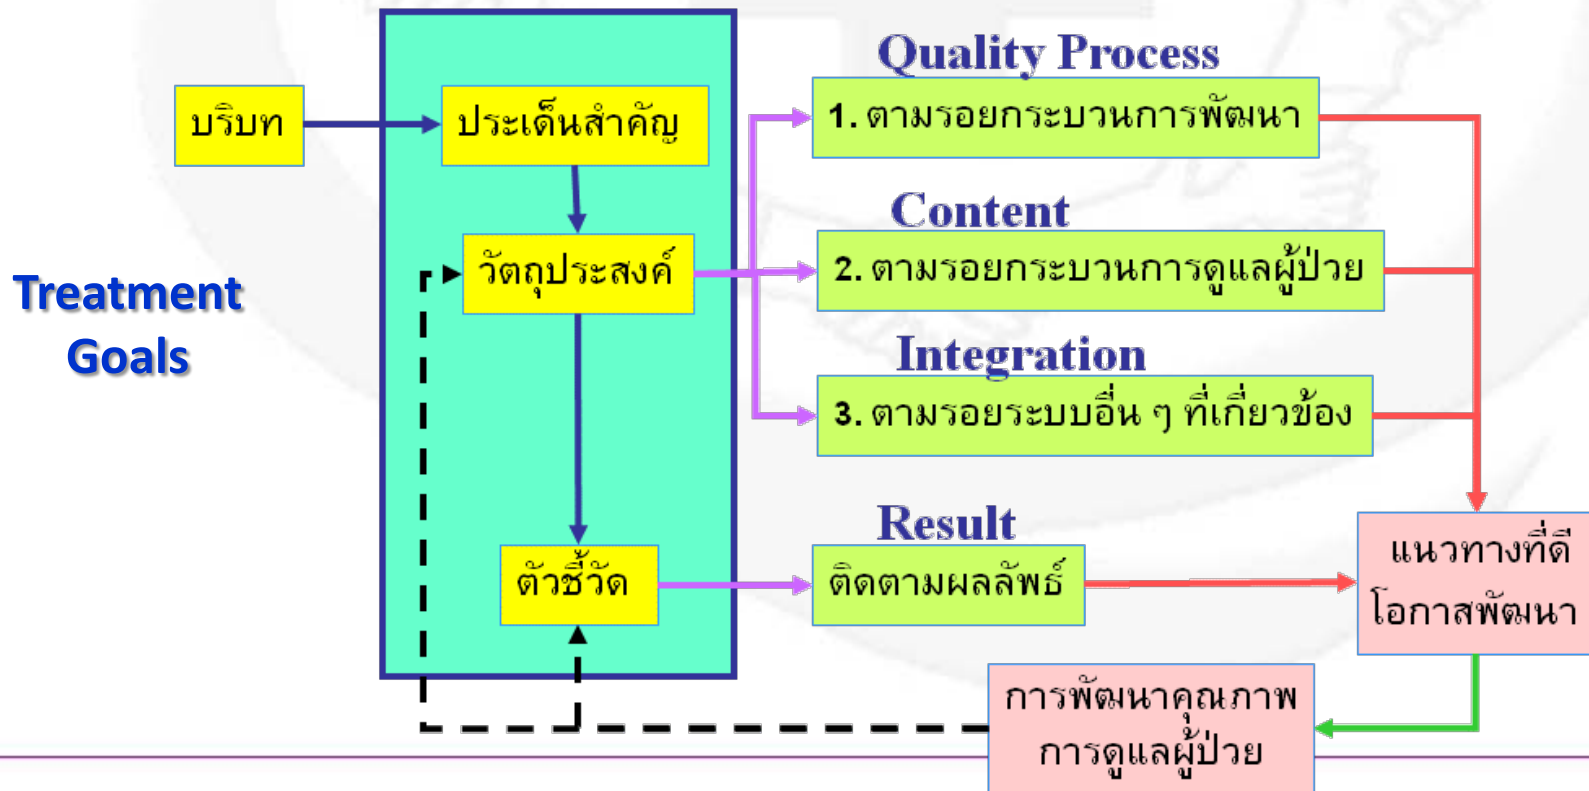 Quality Process
บริบท
ประเด็นสำคัญ
1. ตามรอยกระบวนการพัฒนา
Content
Treatment
Goals
วัตถุประสงค์
2. ตามรอยกระบวนการดูแลผู้ป่วย
Integration
3. ตามรอยระบบอื่น ๆ ที่เกี่ยวข้อง
Result
ตัวชี้วัด
ติดตามผลลัพธ์
แนวทางที่ดี
โอกาสพัฒนา
การพัฒนาคุณภาพ
การดูแลผู้ป่วย